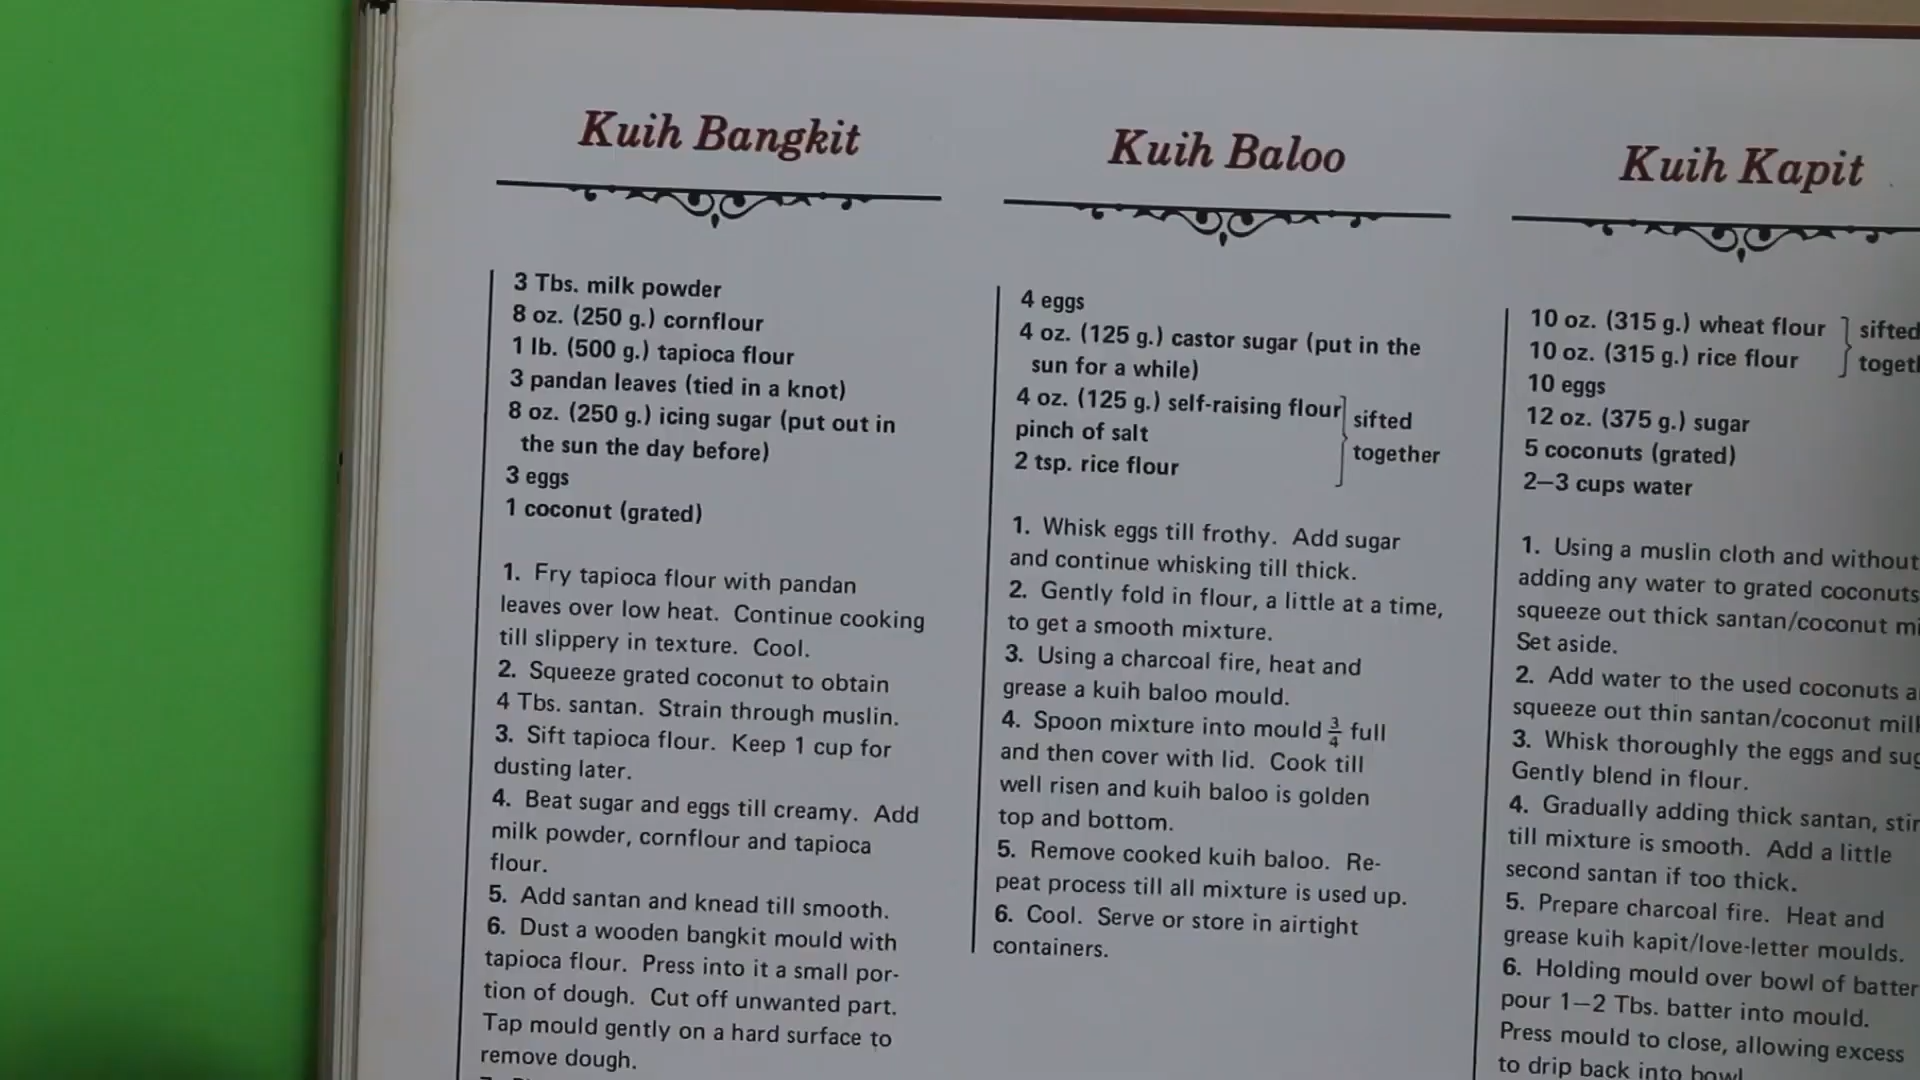 Kuih Bangkit
3 Tbs. milk powder
8 oz. (250 g.) cornflour
1 lb. (500 g.) tapioca flour
3 pandan leaves (tied in a knot)
8 oz. (250 g.) icing sugar (put out in
the sun the day before)
3 eggs
1 coconut (grated)
1. Fry tapioca flour with pandan
leaves over low heat. Continue cooking
till slippery in texture. Cool.
2. Squeeze grated coconut to obtain
4 Tbs. santan. Strain through muslin.
3. Sift tapioca flour. Keep 1 cup for
dusting later.
4. Beat sugar and eggs till creamy. Add
milk powder, cornflour and tapioca
flour.
5. Add santan and knead till smooth.
6. Dust a wooden bangkit mould with
tapioca flour. Press into it a small por-
tion of dough. Cut off unwanted part.
Tap mould gently on a hard surface to
remove dough.
Kuih Baloo
4 eggs
4 oz. (125 g.) castor sugar (put in the
sun for a while)
4 oz. (125 g.) self-raising flour
pinch of salt
2 tsp. rice flour
sifted
together
1. Whisk eggs till frothy. Add sugar
and continue whisking till thick.
2. Gently fold in flour, a little at a time,
to get a smooth mixture.
3. Using a charcoal fire, heat and
grease a kuih baloo mould.
4. Spoon mixture into mould 3/4 full
and then cover with lid. Cook till
well risen and kuih baloo is golden
top and bottom.
5. Remove cooked kuih baloo. Re-
peat process till all mixture is used up.
6. Cool. Serve or store in airtight
containers.
Kuih Kapit
10 oz. (315 g.) wheat flour
10 oz. (315 g.) rice flour
sifted
10 eggs
12 oz. (375 g.) sugar
5 coconuts (grated)
2–3 cups water
1. Using a muslin cloth and without
adding any water to grated coconuts
squeeze out thick santan/coconut
Set aside.
2. Add water to the used coconuts
squeeze out thin santan/coconut milk
3. Whisk thoroughly the eggs and
Gently blend in flour.
4. Gradually adding thick santan, stir
till mixture is smooth. Add a little
second santan if too thick.
5. Prepare charcoal fire. Heat and
grease kuih kapit/love-letter moulds.
6. Holding mould over bowl of batter
pour 1–2 Tbs. batter into mould.
Press mould to close, allowing excess
to drip back into bowl